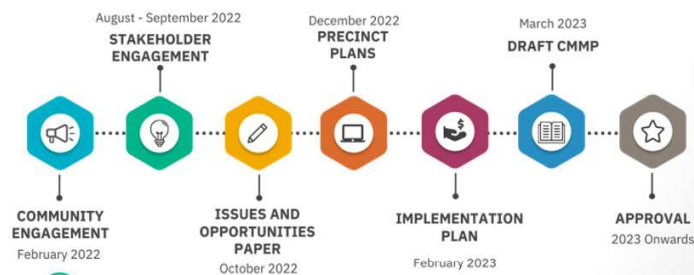 August - September 2022
STAKEHOLDER
ENGAGEMENT
December 2022
PRECINCT
PLANS
March 2023
DRAFT CMMP
$
COMMUNITY
ENGAGEMENT
February 2022
ISSUES AND
OPPORTUNITIES
PAPER
October 2022
IMPLEMENTATION
PLAN
February 2023
APPROVAL
2023 Onwards